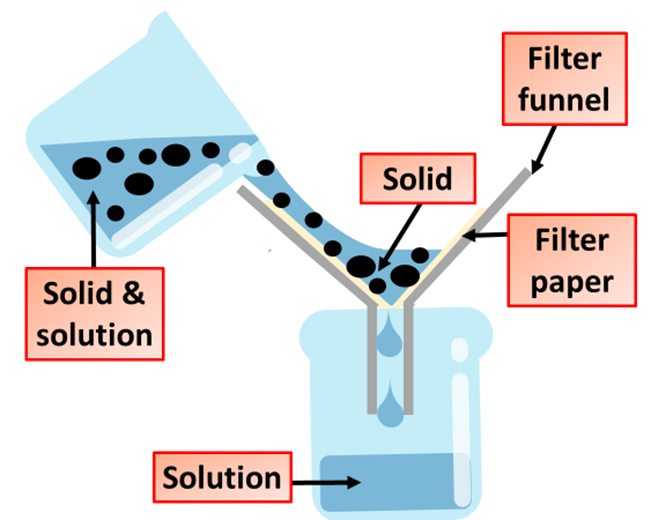 Filter
funnel
Solid
Filter
paper
Solid &
solution
Solution